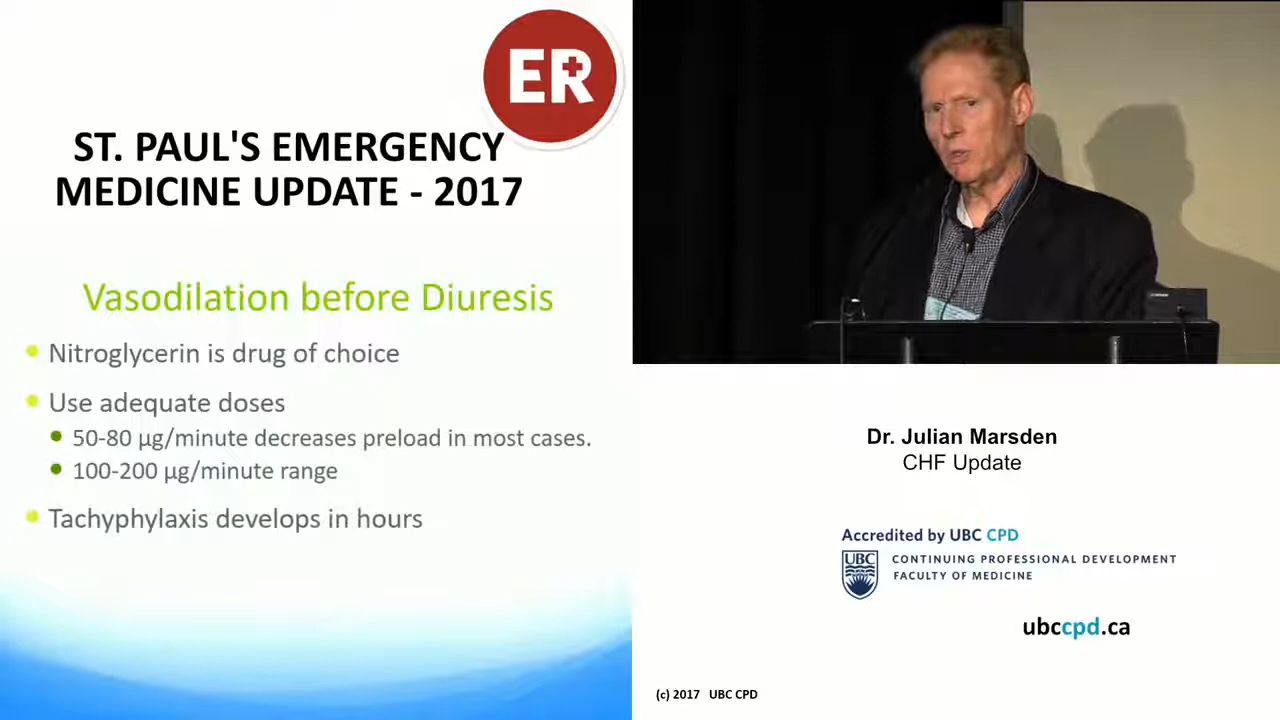 ER
ST. PAUL'S EMERGENCY
MEDICINE UPDATE - 2017
Vasodilation before Diuresis
Nitroglycerin is drug of choice
Use adequate doses
50-80 µg/minute decreases preload in most cases.
100-200 µg/minute range
Tachyphylaxis develops in hours
Dr. Julian Marsden
CHF Update
Accredited by UBC CPD
UBC
CONTINUING PROFESSIONAL DEVELOPMENT
FACULTY OF MEDICINE
ubccpd.ca
(c) 2017 UBC CPD